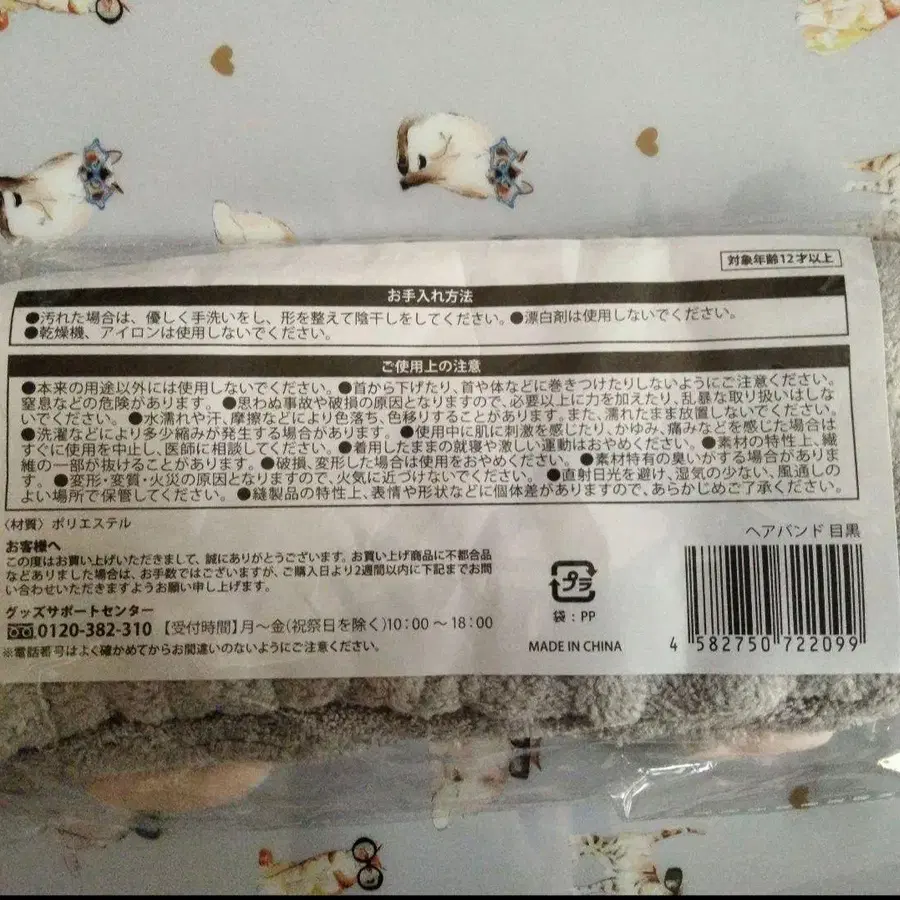 対象年齢12才以上
お手入れ方法
●汚れた場合は、優しく手洗いをし、形を整えて陰干しをしてください。●漂白剤は使用しないでください。
●乾燥機、アイロンは使用しないでください。
ご使用上の注意
●本来の用途以外には使用しないでください。●首から下げたり、首や体などに巻きつけたりしないようにご注意ください。
窒息などの危険があります。●思わぬ事故や破損の原因となりますので、必要以上に力を加えたり、乱暴な取り扱いはしな
いでください。●水濡れや汗、摩擦などにより色落ち、色移りすることがあります。また、濡れたまま放置しないでください。
●洗濯などにより多少縮みが発生する場合があります。●使用中に肌に刺激を感じたり、かゆみ、痛みなどを感じた場合は
すぐに使用を中止し、医師に相談してください。●着用したままの就寝や激しい運動はおやめください。●素材の特性上、繊
維の一部が抜けることがあります。●破損、変形した場合は使用をおやめください。●素材特有の臭いがする場合がありま
す。●変形・変質・火災の原因となりますので、火気に近づけないでください。●直射日光を避け、湿気の少ない、風通しの
よい場所で保管してください。●縫製品の特性上、表情や形状などに個体差がありますので、あらかじめご了承ください。
〈材質〉ポリエステル
お客様へ
この度はお買い上げいただきまして、誠にありがとうございます。お買い上げ商品に不都合品
などありました場合は、お手数ではございますが、ご購入日より2週間以内に下記までお問
い合わせいただきますようお願い申し上げます。
グッズサポートセンター
0120-382-310 【受付時間】月〜金(祝祭日を除く)10：00 〜 18：00
※電話番号はよく確かめてからお間違いのないようにご注意ください。
プラ
袋：PP
MADE IN CHINA
ヘアバンド 目黒
4 582750 722099